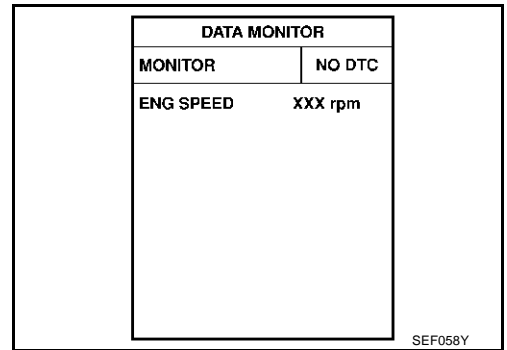 DATA MONITOR
MONITOR NO DTC
ENG SPEED XXX rpm
SEF058Y